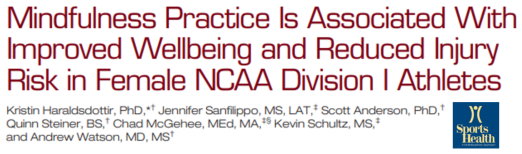 Mindfulness Practice Is Associated With
Improved Wellbeing and Reduced Injury
Risk in Female NCAA Division I Athletes
Kristin Haraldsdottir, PhD,*† Jennifer Sanfilippo, MS, LAT,‡ Scott Anderson, PhD,†
Quinn Steiner, BS,† Chad McGehee, MEd, MA,‡§ Kevin Schultz, MS,‡
and Andrew Watson, MD, MS†
Sports
Health